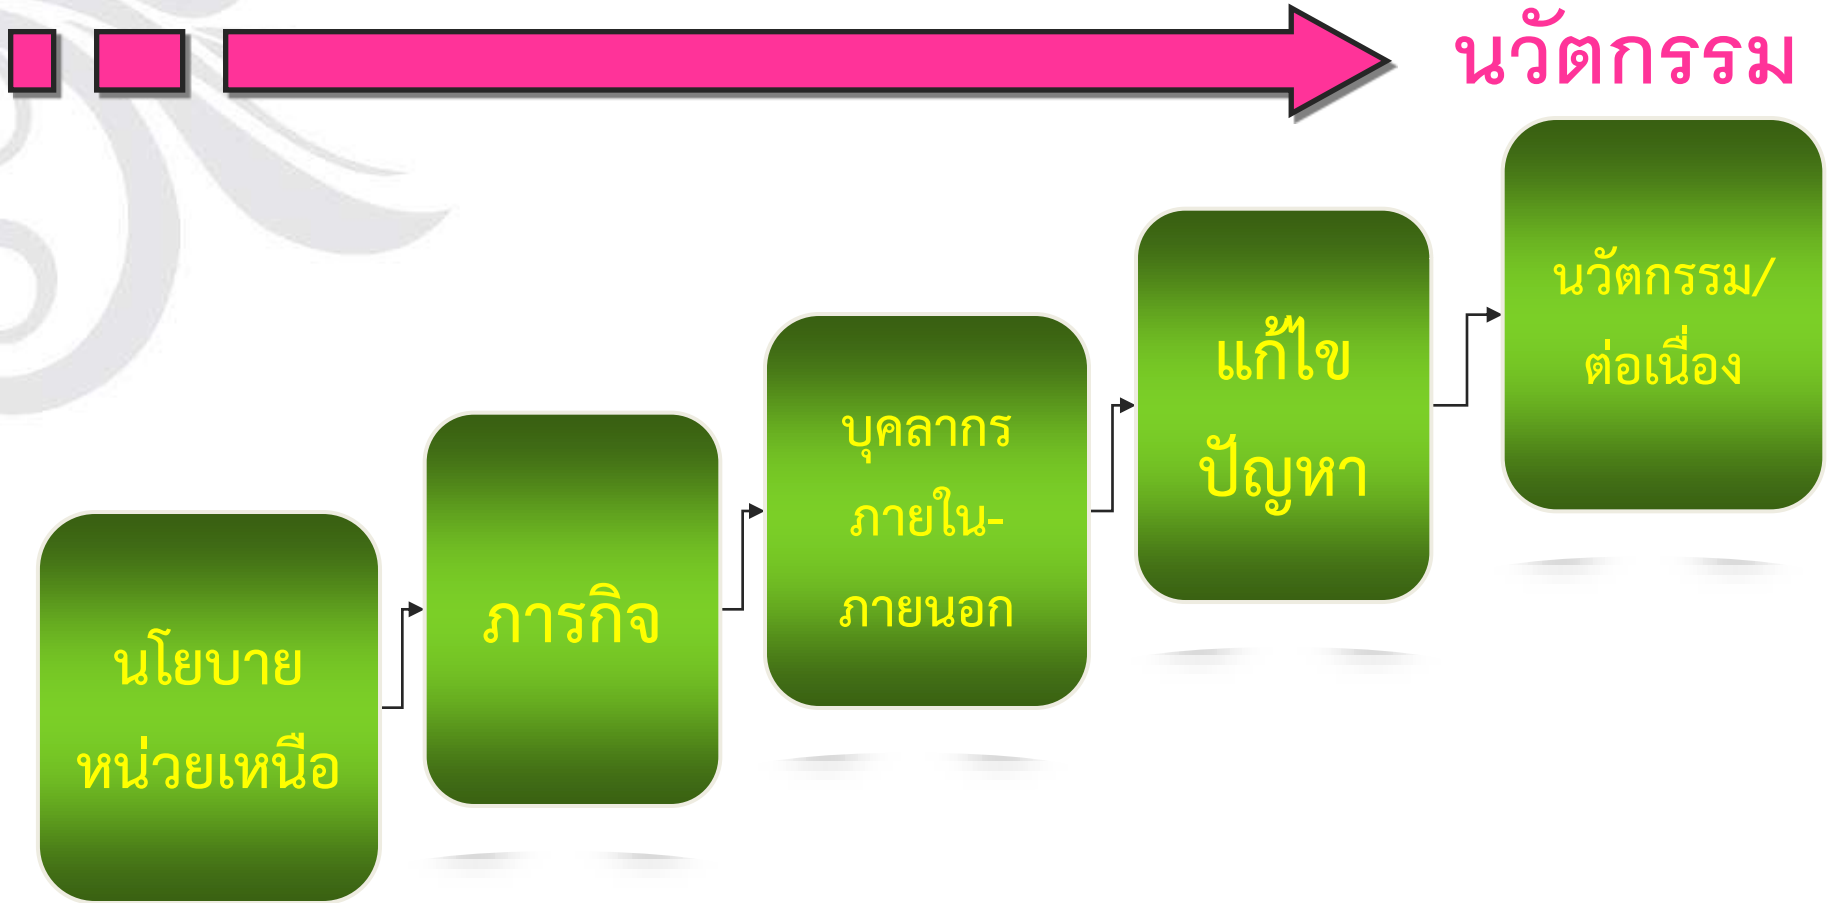 นวัตกรรม
นโยบาย
หน่วยเหนือ
ภารกิจ
บุคลากร
ภายใน-
ภายนอก
แก้ไข
ปัญหา
นวัตกรรม/
ต่อเนื่อง